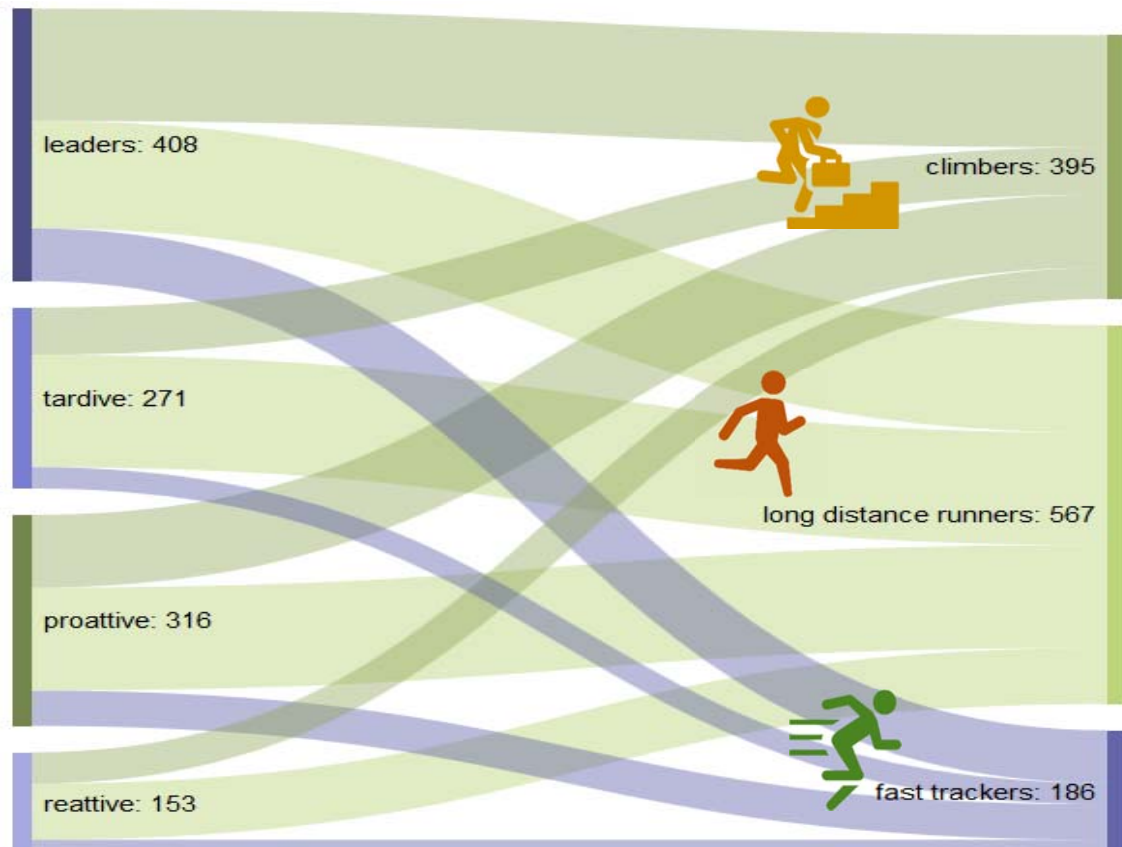 leaders: 408
climbers: 395
tardive: 271
long distance runners: 567
proattive: 316
fast trackers: 186
reattive: 153